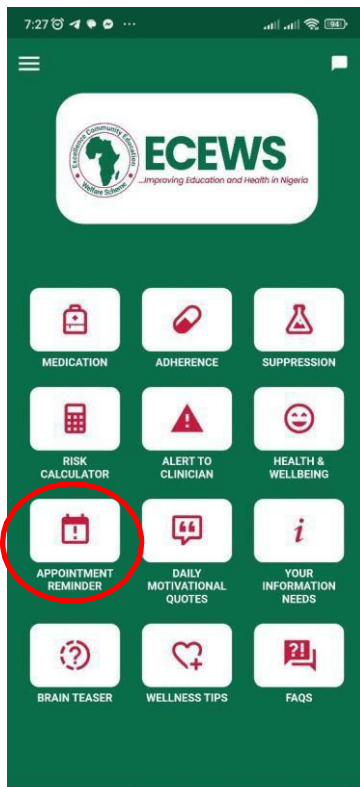 7:27
94
Excellence Community Education
Welfare Scheme
ECEWS
...Improving Education and Health in Nigeria
MEDICATION
ADHERENCE
SUPPRESSION
RISK
CALCULATOR
ALERT TO
CLINICIAN
HEALTH &
WELLBEING
APPOINTMENT
REMINDER
DAILY
MOTIVATIONAL
QUOTES
YOUR
INFORMATION
NEEDS
BRAIN TEASER
WELLNESS TIPS
FAQS